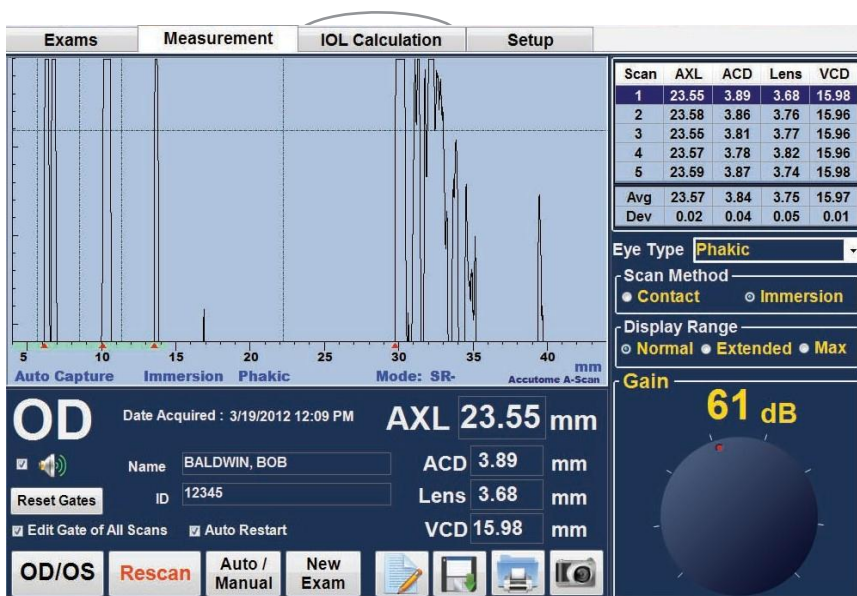 Exams Measurement IOL Calculation Setup
Scan AXL ACD Lens VCD
1 23.55 3.89 3.68 15.98
2 23.58 3.86 3.76 15.96
3 23.55 3.81 3.77 15.96
4 23.57 3.78 3.82 15.96
5 23.59 3.87 3.74 15.98
Avg 23.57 3.84 3.75 15.97
Dev 0.02 0.04 0.05 0.01
Eye Type Phakic
Scan Method
Contact Immersion
Display Range
Normal Extended Max
Gain
61 dB
5 10 15 20 25 30 35 40 mm
Auto Capture Immersion Phakic Mode: SR- Accutome A-Scan
OD Date Acquired : 3/19/2012 12:09 PM AXL 23.55 mm
Name BALDWIN, BOB ACD 3.89 mm
Reset Gates ID 12345 Lens 3.68 mm
Edit Gate of All Scans Auto Restart VCD 15.98 mm
OD/OS Rescan Auto / Manual New Exam